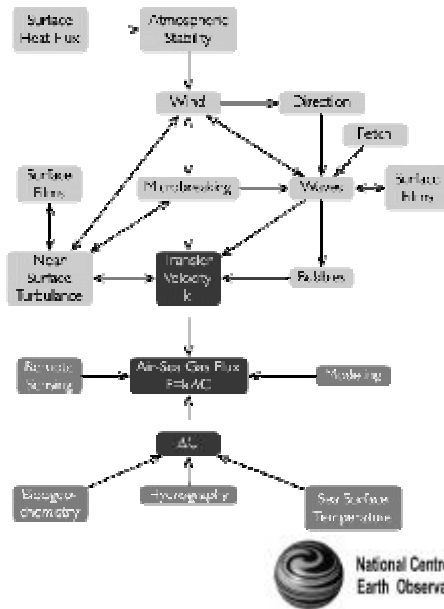 Surface
Heat Flux
Atmospheric
Stability
Wind
Direction
Fetch
Surface
Films
Microbreaking
Waves
Surface
Films
Near
Surface
Turbulance
Transfer
Velocity
k
Bubbles
Remote
Sensing
Air-Sea Gas Flux
F=kΔC
Modeling
ΔC
Biogeo-
chemistry
Hydrography
Sea Surface
Temperature
National Centre
Earth Observa